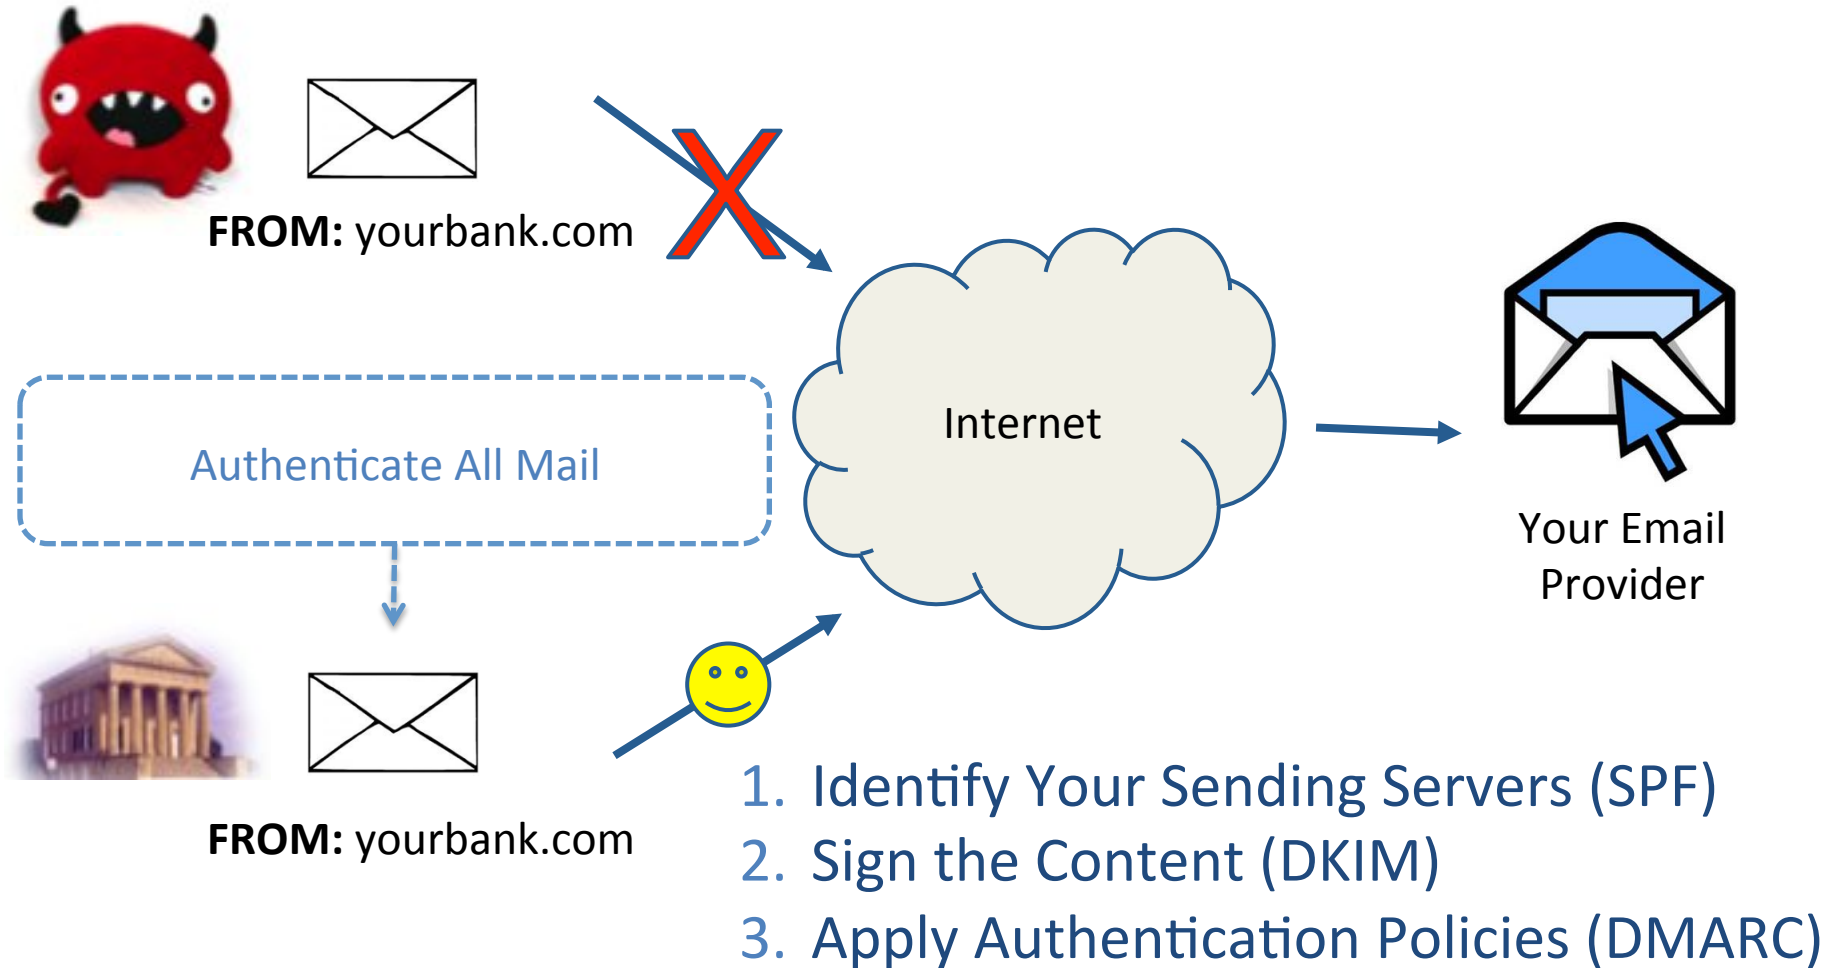 FROM: yourbank.com
Internet
Authenticate All Mail
Your Email
Provider
FROM: yourbank.com
1. Identify Your Sending Servers (SPF)
2. Sign the Content (DKIM)
3. Apply Authentication Policies (DMARC)